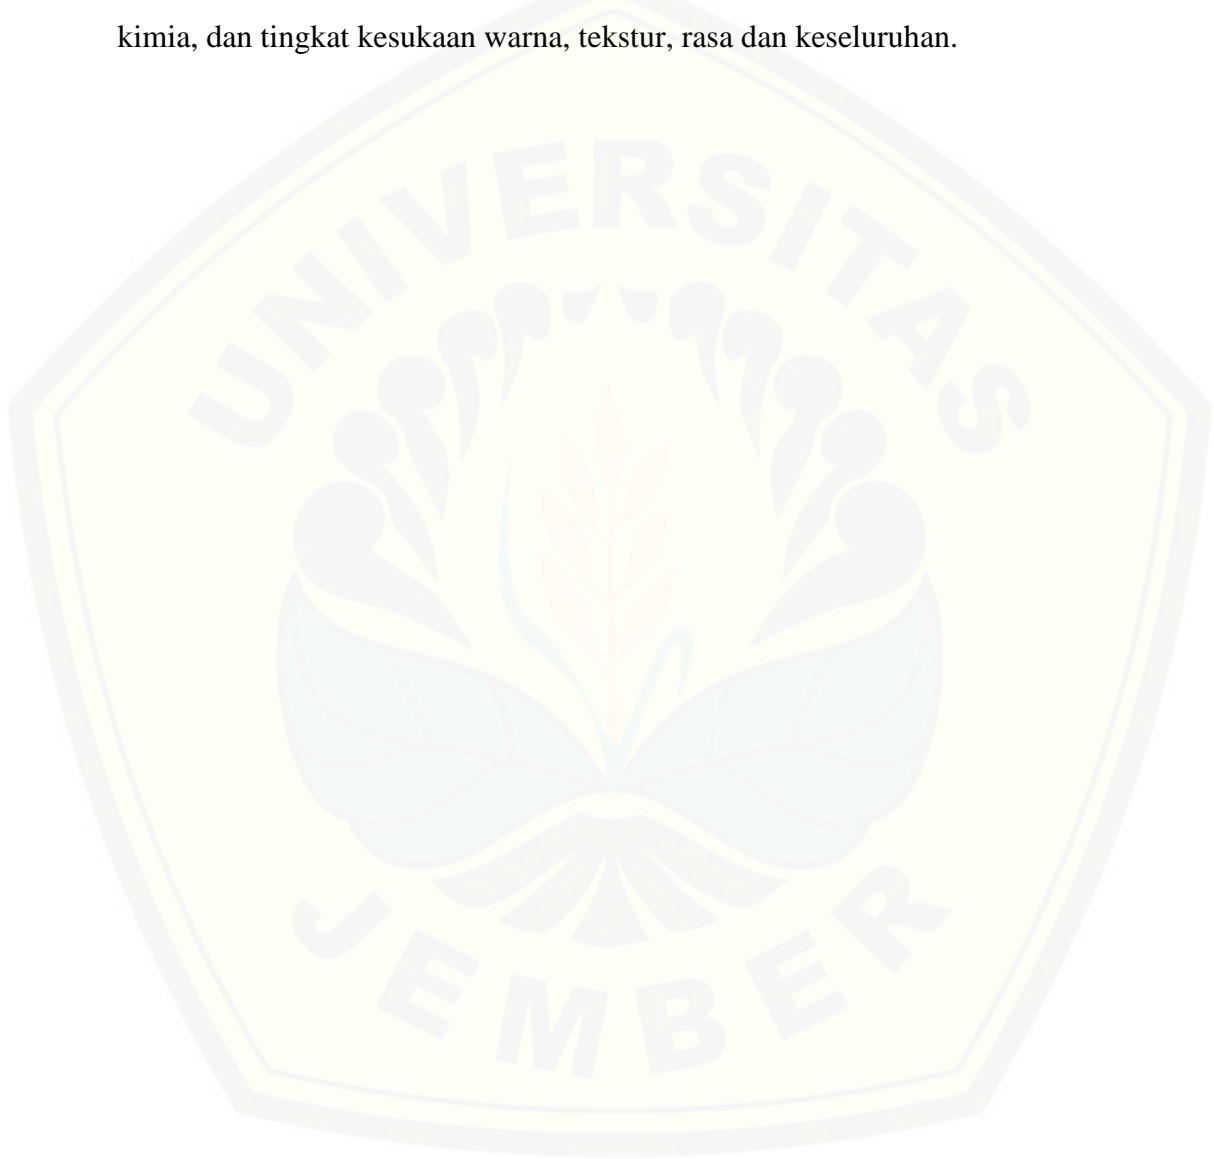 kimia, dan tingkat kesukaan warna, tekstur, rasa dan keseluruhan.
UNIVERSITAS
JEMBER